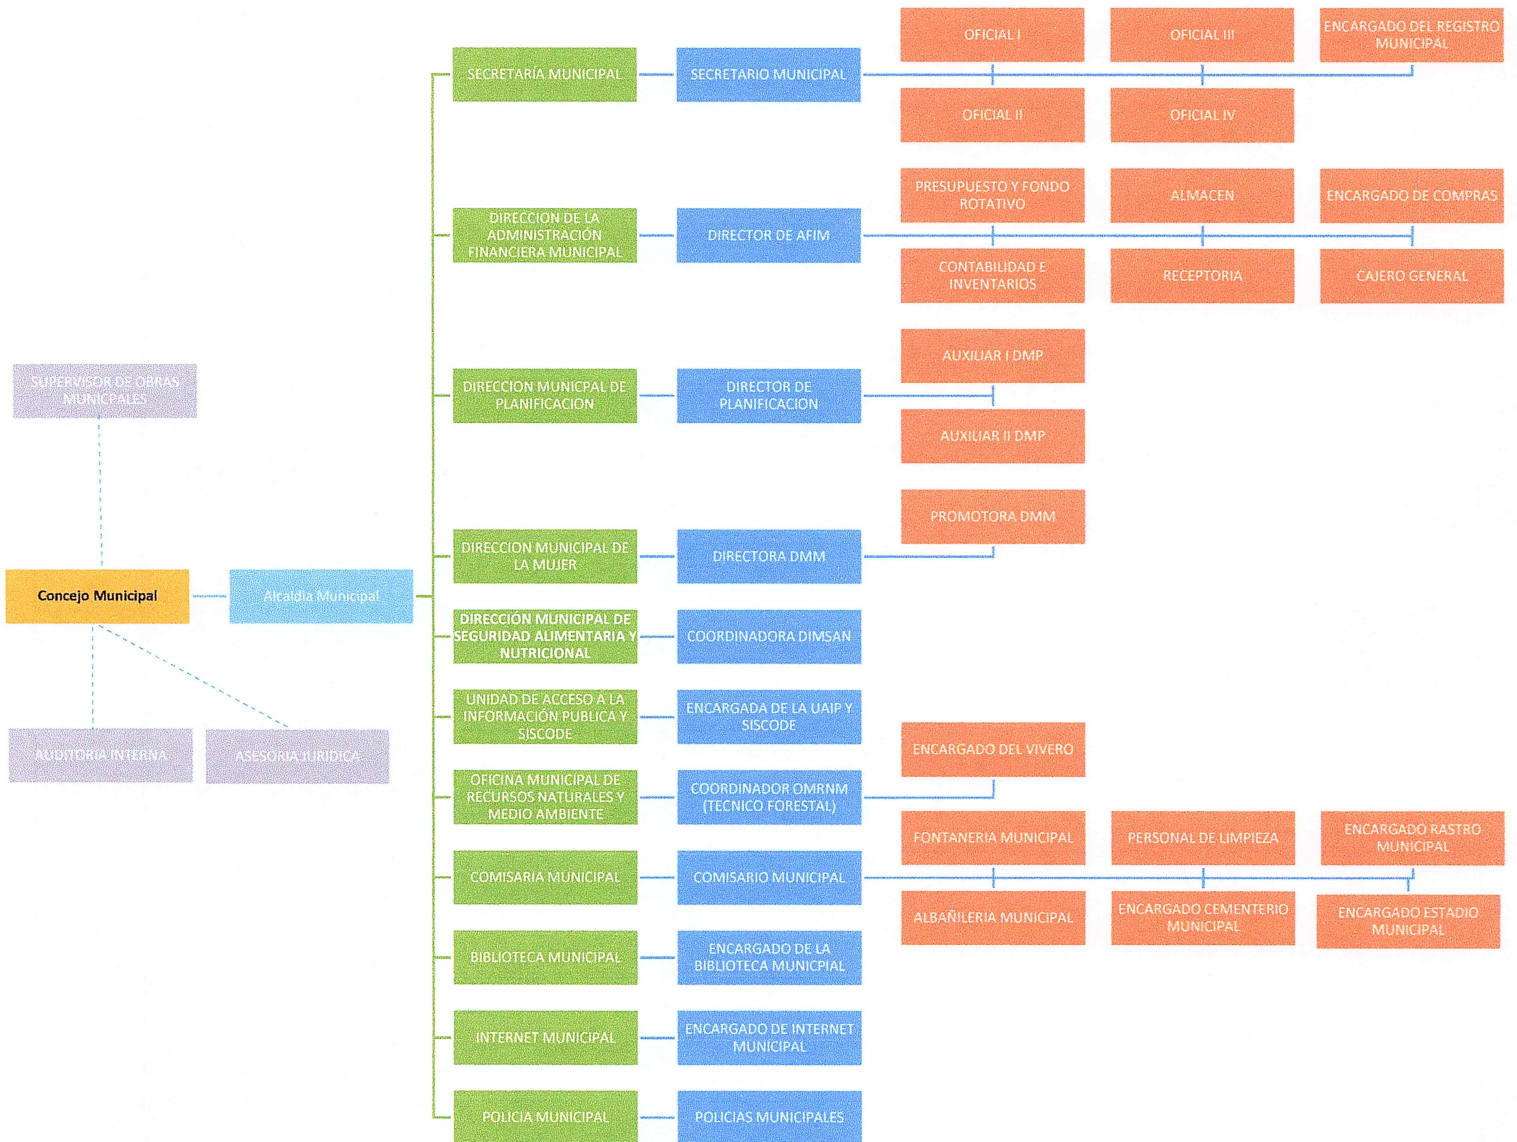 OFICIAL I
OFICIAL III
ENCARGADO DEL REGISTRO
MUNICIPAL
SECRETARÍA MUNICIPAL
SECRETARIO MUNICIPAL
OFICIAL II
OFICIAL IV
PRESUPUESTO Y FONDO
ROTATIVO
ALMACEN
ENCARGADO DE COMPRAS
DIRECCION DE LA
ADMINISTRACIÓN
FINANCIERA MUNICIPAL
DIRECTOR DE AFIM
CONTABILIDAD E
INVENTARIOS
RECEPTORIA
CAJERO GENERAL
AUXILIAR I DMP
SUPERVISOR DE OBRAS
MUNICPALES
DIRECCION MUNICPAL DE
PLANIFICACION
DIRECTOR DE
PLANIFICACION
AUXILIAR II DMP
PROMOTORA DMM
DIRECCION MUNICIPAL DE
LA MUJER
DIRECTORA DMM
Concejo Municipal
Alcaldia Municipal
DIRECCIÓN MUNICIPAL DE
SEGURIDAD ALIMENTARIA Y
NUTRICIONAL
COORDINADORA DIMSAN
UNIDAD DE ACCESO A LA
INFORMACIÓN PUBLICA Y
SISCODE
ENCARGADA DE LA UAIP Y
SISCODE
AUDITORIA INTERNA
ASESORIA JURIDICA
ENCARGADO DEL VIVERO
OFICINA MUNICIPAL DE
RECURSOS NATURALES Y
MEDIO AMBIENTE
COORDINADOR OMRNM
(TECNICO FORESTAL)
FONTANERIA MUNICIPAL
PERSONAL DE LIMPIEZA
ENCARGADO RASTRO
MUNICIPAL
COMISARIA MUNICIPAL
COMISARIO MUNICIPAL
ALBAÑILERIA MUNICIPAL
ENCARGADO CEMENTERIO
MUNICIPAL
ENCARGADO ESTADIO
MUNICIPAL
BIBLIOTECA MUNICIPAL
ENCARGADO DE LA
BIBLIOTECA MUNICPIAL
INTERNET MUNICIPAL
ENCARGADO DE INTERNET
MUNICIPAL
POLICIA MUNICIPAL
POLICIAS MUNICIPALES